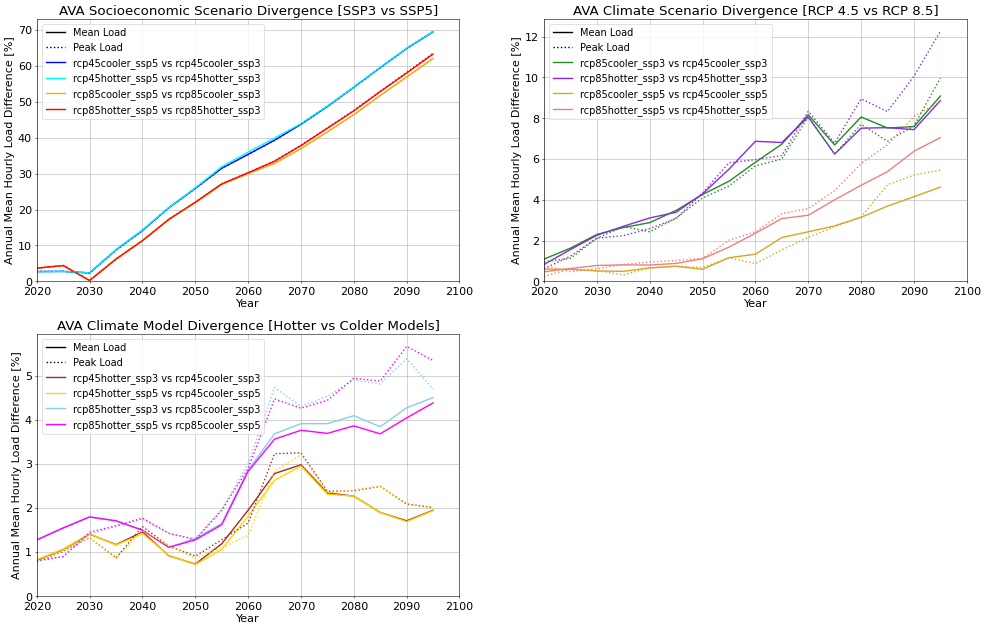 AVA Socioeconomic Scenario Divergence [SSP3 vs SSP5]
Annual Mean Hourly Load Difference [%]
70
60
50
40
30
20
10
0
Mean Load
Peak Load
rcp45cooler_ssp5 vs rcp45cooler_ssp3
rcp45hotter_ssp5 vs rcp45hotter_ssp3
rcp85cooler_ssp5 vs rcp85cooler_ssp3
rcp85hotter_ssp5 vs rcp85hotter_ssp3
2020 2030 2040 2050 2060 2070 2080 2090 2100
Year
AVA Climate Scenario Divergence [RCP 4.5 vs RCP 8.5]
Annual Mean Hourly Load Difference [%]
12
10
8
6
4
2
0
Mean Load
Peak Load
rcp85cooler_ssp3 vs rcp45cooler_ssp3
rcp85hotter_ssp3 vs rcp45hotter_ssp3
rcp85cooler_ssp5 vs rcp45cooler_ssp5
rcp85hotter_ssp5 vs rcp45hotter_ssp5
2020 2030 2040 2050 2060 2070 2080 2090 2100
Year
AVA Climate Model Divergence [Hotter vs Colder Models]
Annual Mean Hourly Load Difference [%]
5
4
3
2
1
0
Mean Load
Peak Load
rcp45hotter_ssp3 vs rcp45cooler_ssp3
rcp45hotter_ssp5 vs rcp45cooler_ssp5
rcp85hotter_ssp3 vs rcp85cooler_ssp3
rcp85hotter_ssp5 vs rcp85cooler_ssp5
2020 2030 2040 2050 2060 2070 2080 2090 2100
Year